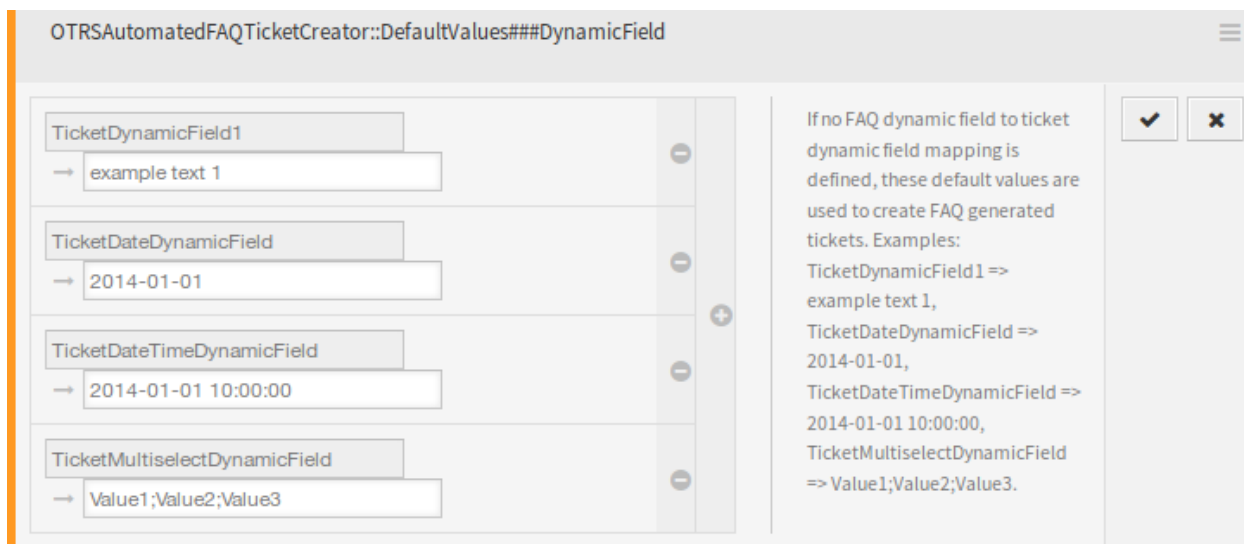 OTRSAutomatedFAQTicketCreator::DefaultValues###DynamicField
TicketDynamicField1
→ example text 1
TicketDateDynamicField
→ 2014-01-01
TicketDateTimeDynamicField
→ 2014-01-01 10:00:00
TicketMultiselectDynamicField
→ Value1;Value2;Value3
If no FAQ dynamic field to ticket
dynamic field mapping is
defined, these default values are
used to create FAQ generated
tickets. Examples:
TicketDynamicField1 =>
example text 1,
TicketDateDynamicField =>
2014-01-01,
TicketDateTimeDynamicField =>
2014-01-01 10:00:00,
TicketMultiselectDynamicField
=> Value1;Value2;Value3.